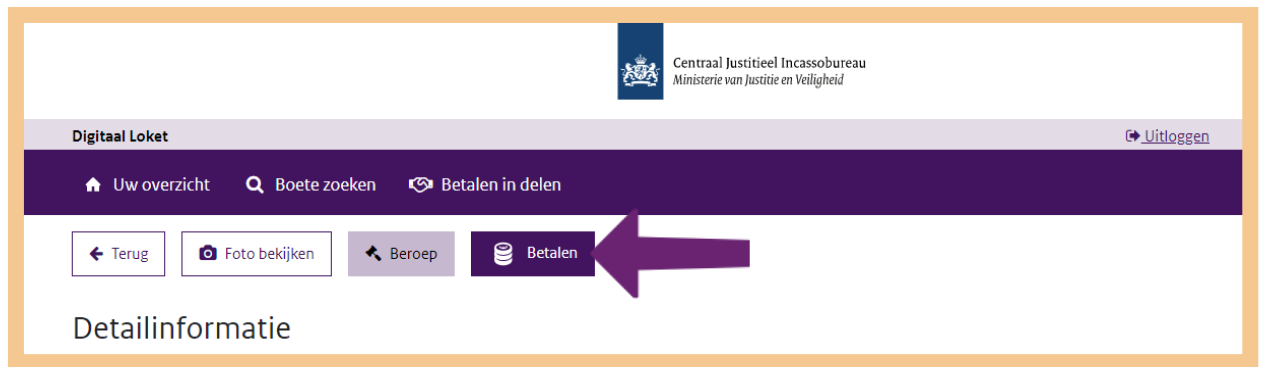 Centraal Justitieel Incassobureau
Ministerie van Justitie en Veiligheid
Digitaal Loket
Uitloggen
Uw overzicht
Boete zoeken
Betalen in delen
Terug
Foto bekijken
Beroep
Betalen
Detailinformatie